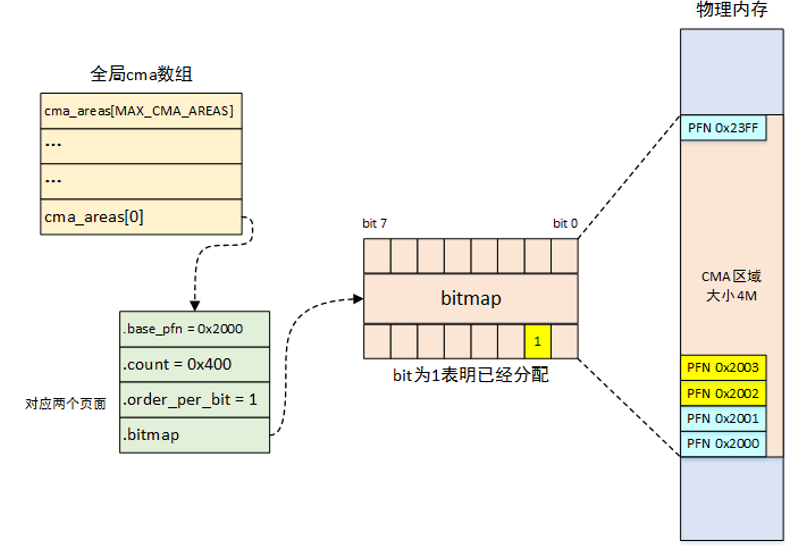 物理内存
全局cma数组
cma_areas[MAX_CMA_AREAS]
...
...
cma_areas[0]
PFN 0x23FF
bit 7
bit 0
bitmap
1
bit为1表明已经分配
.base_pfn = 0x2000
.count = 0x400
.order_per_bit = 1
.bitmap
对应两个页面
CMA区域
大小4M
PFN 0x2003
PFN 0x2002
PFN 0x2001
PFN 0x2000